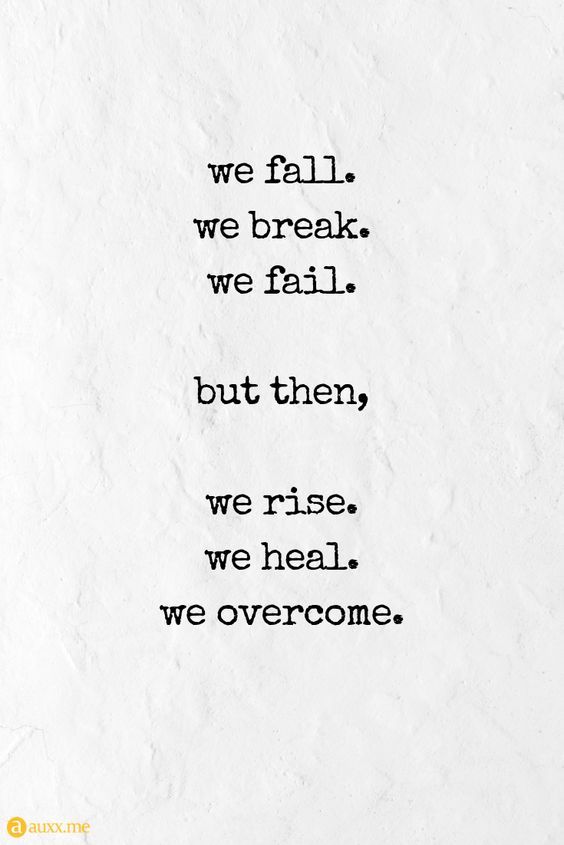 we fall.
we break.
we fail.
but then,
we rise.
we heal.
we overcome.
a auxx.me